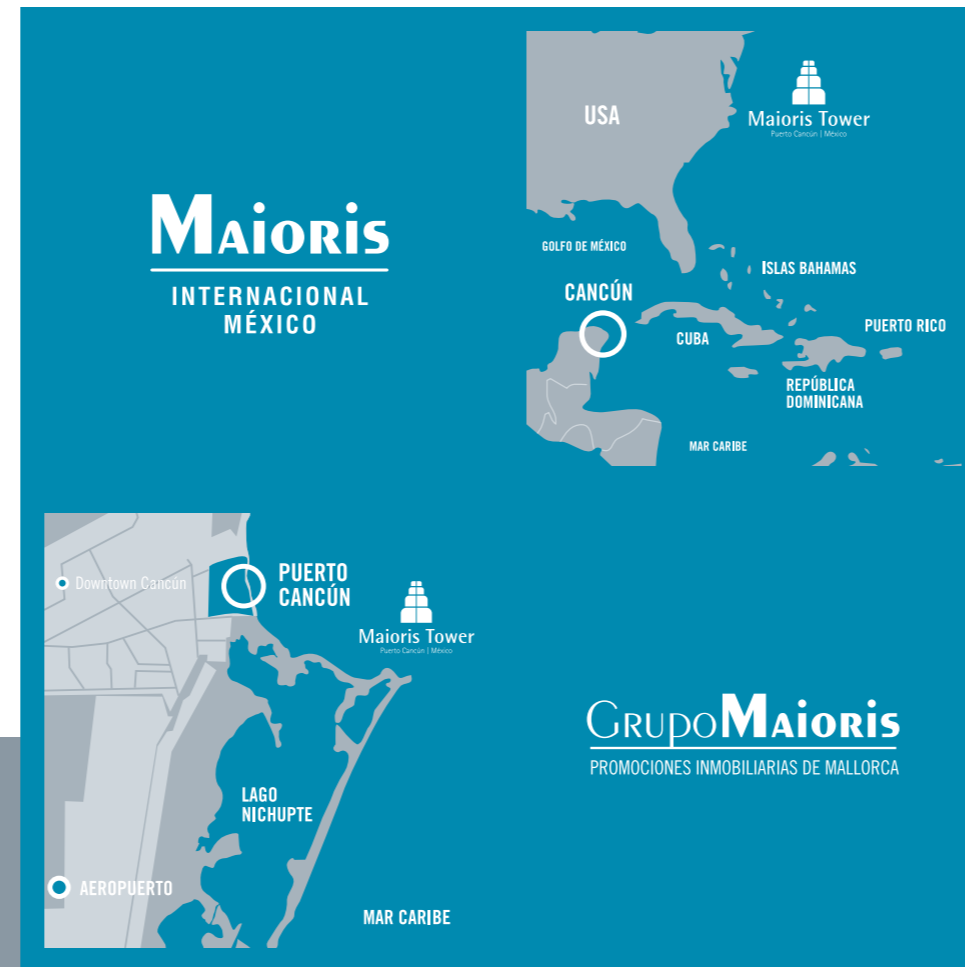 USA
Maioris Tower
Puerto Cancún | México
Maioris
INTERNACIONAL
MÉXICO
GOLFO DE MÉXICO
ISLAS BAHAMAS
CANCÚN
PUERTO RICO
CUBA
REPÚBLICA
DOMINICANA
MAR CARIBE
Downtown Cancún
PUERTO
CANCÚN
Maioris Tower
Puerto Cancún | México
GRUPO Maioris
PROMOCIONES INMOBILIARIAS DE MALLORCA
LAGO
NICHUPTE
AEROPUERTO
MAR CARIBE